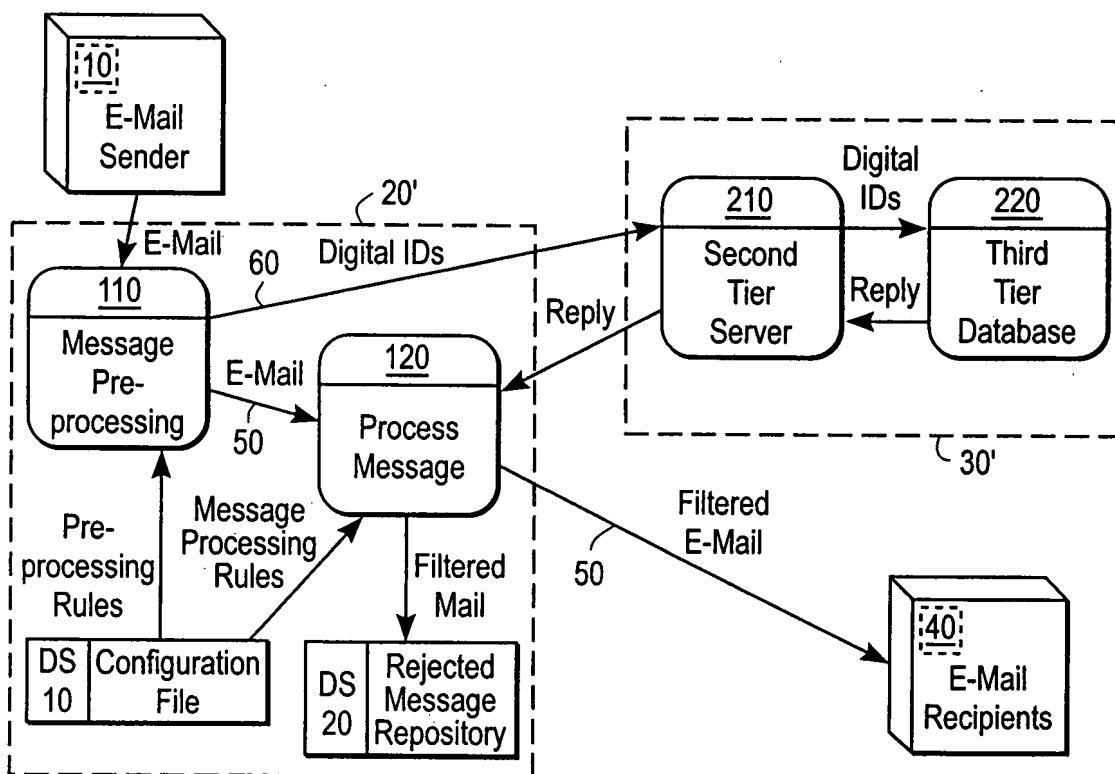 10
E-Mail
Sender
20'
E-Mail
Digital IDs
60
110
Message
Pre-
processing
E-Mail
50
120
Process
Message
Reply
210
Second
Tier
Server
Digital
IDs
Reply
220
Third
Tier
Database
30'
Pre-
processing
Rules
Message
Processing
Rules
Filtered
Mail
50
Filtered
E-Mail
DS
10
Configuration
File
DS
20
Rejected
Message
Repository
40
E-Mail
Recipients